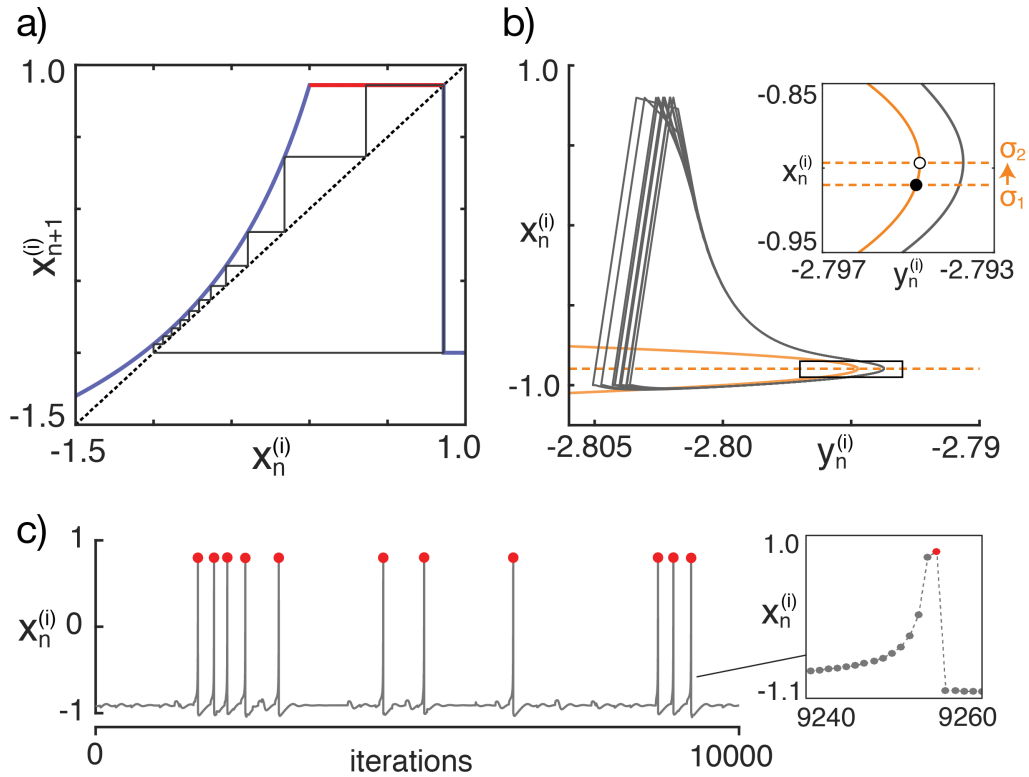 a)
1.0
x_{n+1}^{(i)}
-1.5
-1.5
x_n^{(i)}
1.0
b)
1.0
x_n^{(i)}
-1.0
-2.805
-2.80
y_n^{(i)}
-2.79
-0.85
x_n^{(i)}
-0.95
-2.797
y_n^{(i)}
-2.793
σ_2
σ_1
c)
1
x_n^{(i)}
0
-1
0
iterations
10000
1.0
x_n^{(i)}
-1.1
9240
9260